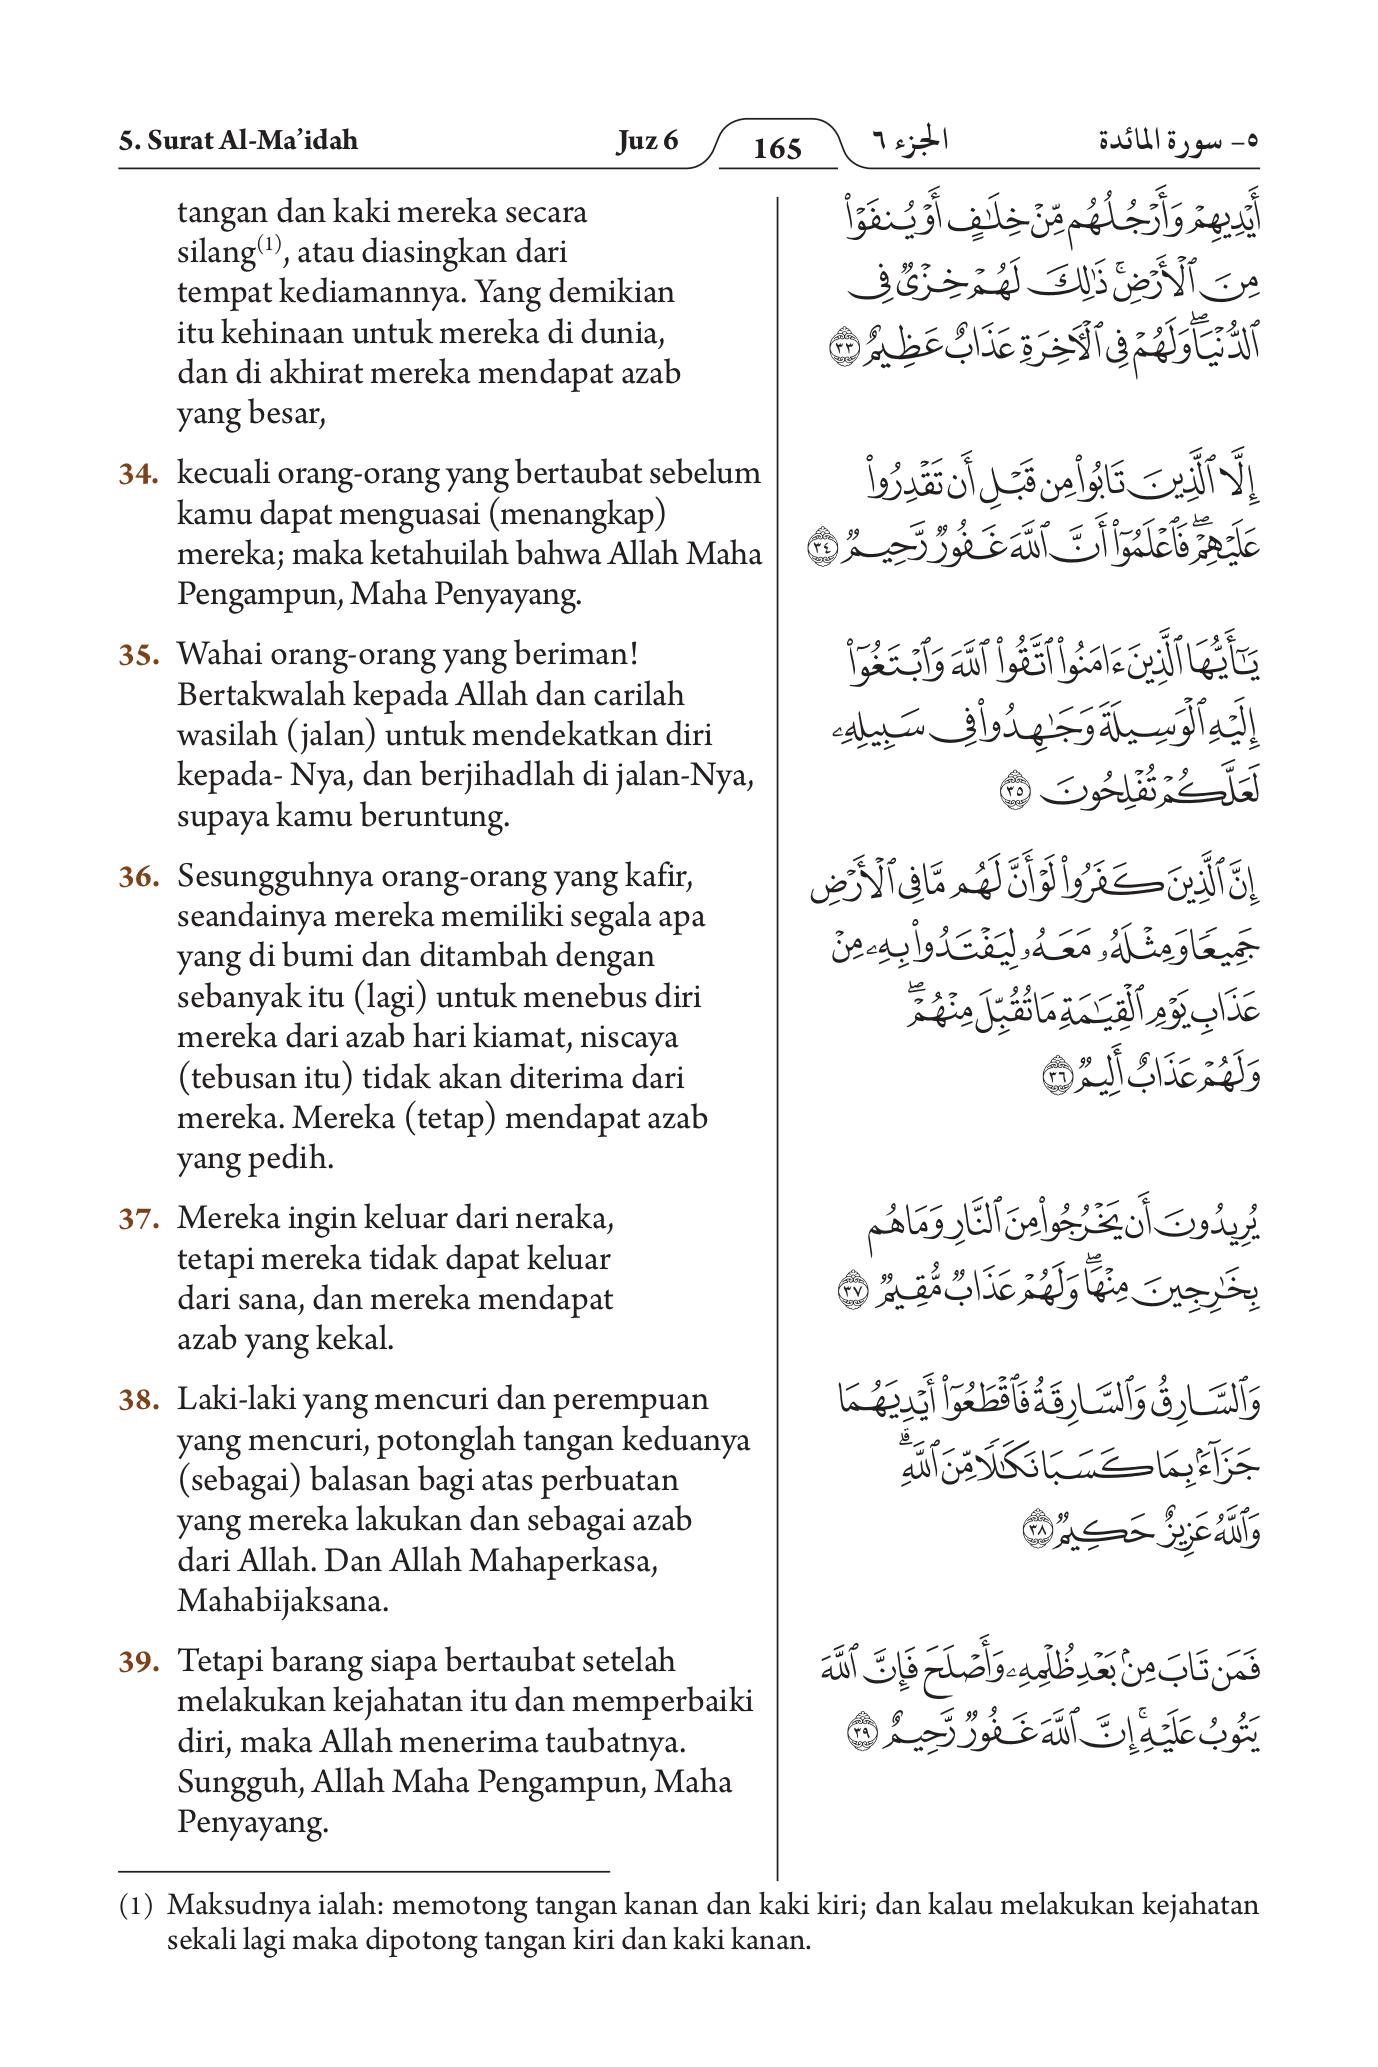 5. Surat Al-Ma’idah Juz 6 165 الجزء ٦ ٥- سورة المائدة
tangan dan kaki mereka secara
silang(1), atau diasingkan dari
tempat kediamannya. Yang demikian
itu kehinaan untuk mereka di dunia,
dan di akhirat mereka mendapat azab
yang besar,
34. kecuali orang-orang yang bertaubat sebelum
kamu dapat menguasai (menangkap)
mereka; maka ketahuilah bahwa Allah Maha
Pengampun, Maha Penyayang.
35. Wahai orang-orang yang beriman!
Bertakwalah kepada Allah dan carilah
wasilah (jalan) untuk mendekatkan diri
kepada- Nya, dan berjihadlah di jalan-Nya,
supaya kamu beruntung.
36. Sesungguhnya orang-orang yang kafir,
seandainya mereka memiliki segala apa
yang di bumi dan ditambah dengan
sebanyak itu (lagi) untuk menebus diri
mereka dari azab hari kiamat, niscaya
(tebusan itu) tidak akan diterima dari
mereka. Mereka (tetap) mendapat azab
yang pedih.
37. Mereka ingin keluar dari neraka,
tetapi mereka tidak dapat keluar
dari sana, dan mereka mendapat
azab yang kekal.
38. Laki-laki yang mencuri dan perempuan
yang mencuri, potonglah tangan keduanya
(sebagai) balasan bagi atas perbuatan
yang mereka lakukan dan sebagai azab
dari Allah. Dan Allah Mahaperkasa,
Mahabijaksana.
39. Tetapi barang siapa bertaubat setelah
melakukan kejahatan itu dan memperbaiki
diri, maka Allah menerima taubatnya.
Sungguh, Allah Maha Pengampun, Maha
Penyayang.
أَيْدِيهِمْ وَأَرْجُلُهُم مِّنْ خِلَـٰفٍ أَوْ يُنفَوْا۟
مِنَ ٱلْأَرْضِ ۚ ذَٰلِكَ لَهُمْ خِزْىٌ فِى
ٱلدُّنْيَا ۖ وَلَهُمْ فِى ٱلْـَٔاخِرَةِ عَذَابٌ عَظِيمٌ ٣٣
إِلَّا ٱلَّذِينَ تَابُوا۟ مِن قَبْلِ أَن تَقْدِرُوا۟
عَلَيْهِمْ ۖ فَٱعْلَمُوٓا۟ أَنَّ ٱللَّهَ غَفُورٌ رَّحِيمٌ ٣٤
يَـٰٓأَيُّهَا ٱلَّذِينَ ءَامَنُوا۟ ٱتَّقُوا۟ ٱللَّهَ وَٱبْتَغُوٓا۟
إِلَيْهِ ٱلْوَسِيلَةَ وَجَـٰهِدُوا۟ فِى سَبِيلِهِۦ
لَعَلَّكُمْ تُفْلِحُونَ ٣٥
إِنَّ ٱلَّذِينَ كَفَرُوا۟ لَوْ أَنَّ لَهُم مَّا فِى ٱلْأَرْضِ
جَمِيعًا وَمِثْلَهُۥ مَعَهُۥ لِيَفْتَدُوا۟ بِهِۦ مِنْ
عَذَابِ يَوْمِ ٱلْقِيَـٰمَةِ مَا تُقُبِّلَ مِنْهُمْ ۖ
وَلَهُمْ عَذَابٌ أَلِيمٌ ٣٦
يُرِيدُونَ أَن يَخْرُجُوا۟ مِنَ ٱلنَّارِ وَمَا هُم
بِخَـٰرِجِينَ مِنْهَا ۖ وَلَهُمْ عَذَابٌ مُّقِيمٌ ٣٧
وَٱلسَّارِقُ وَٱلسَّارِقَةُ فَٱقْطَعُوٓا۟ أَيْدِيَهُمَا
جَزَآءًۢ بِمَا كَسَبَا نَكَـٰلًا مِّنَ ٱللَّهِ ۗ
وَٱللَّهُ عَزِيزٌ حَكِيمٌ ٣٨
فَمَن تَابَ مِنۢ بَعْدِ ظُلْمِهِۦ وَأَصْلَحَ فَإِنَّ ٱللَّهَ
يَتُوبُ عَلَيْهِ ۚ إِنَّ ٱللَّهَ غَفُورٌ رَّحِيمٌ ٣٩
(1) Maksudnya ialah: memotong tangan kanan dan kaki kiri; dan kalau melakukan kejahatan
sekali lagi maka dipotong tangan kiri dan kaki kanan.